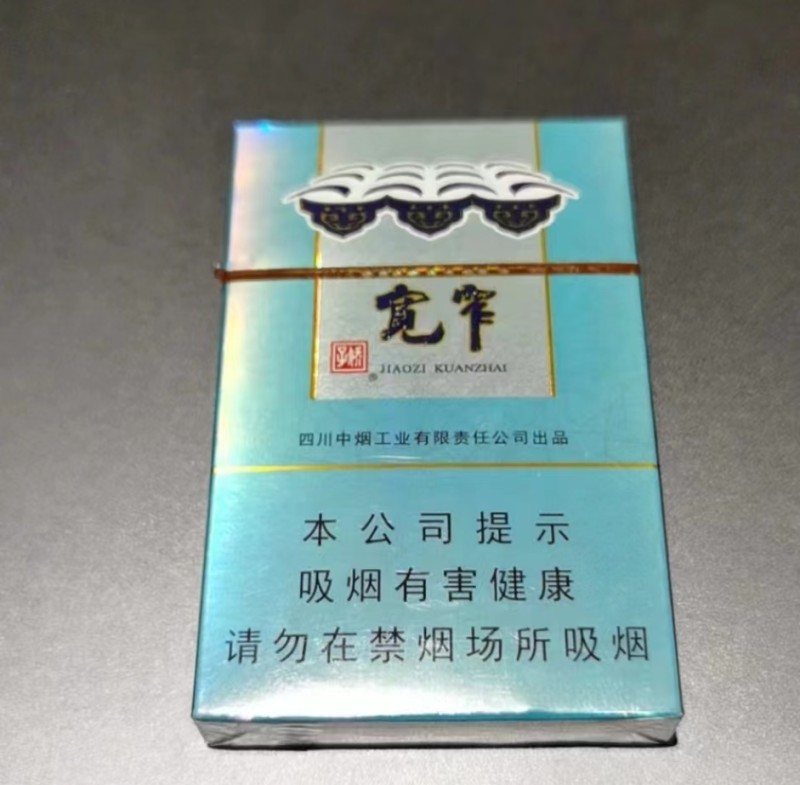 宽窄
娇子
® JIAOZI KUANZHAI
四川中烟工业有限责任公司出品
本公司提示
吸烟有害健康
请勿在禁烟场所吸烟